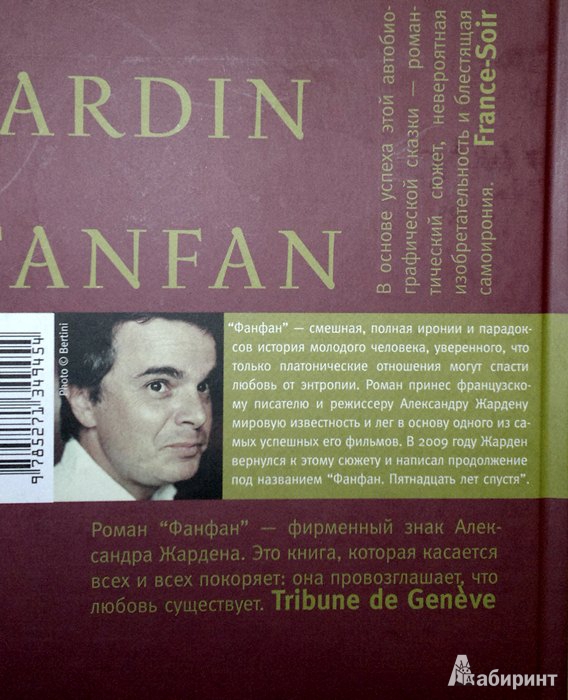 ARDIN
FANFAN
В основе успеха этой автобио-
графической сказки — роман-
тический сюжет, невероятная
изобретательность и блестящая
самоирония. France-Soir
Photo © Bertini
9 785271 349454
“Фанфан” — смешная, полная иронии и парадок-
сов история молодого человека, уверенного, что
только платонические отношения могут спасти
любовь от энтропии. Роман принес французско-
му писателю и режиссеру Александру Жардену
мировую известность и лег в основу одного из са-
мых успешных его фильмов. В 2009 году Жарден
вернулся к этому сюжету и написал продолжение
под названием “Фанфан. Пятнадцать лет спустя”.
Роман “Фанфан” — фирменный знак Алек-
сандра Жардена. Это книга, которая касается
всех и всех покоряет: она провозглашает, что
любовь существует. Tribune de Genève
Лабиринт